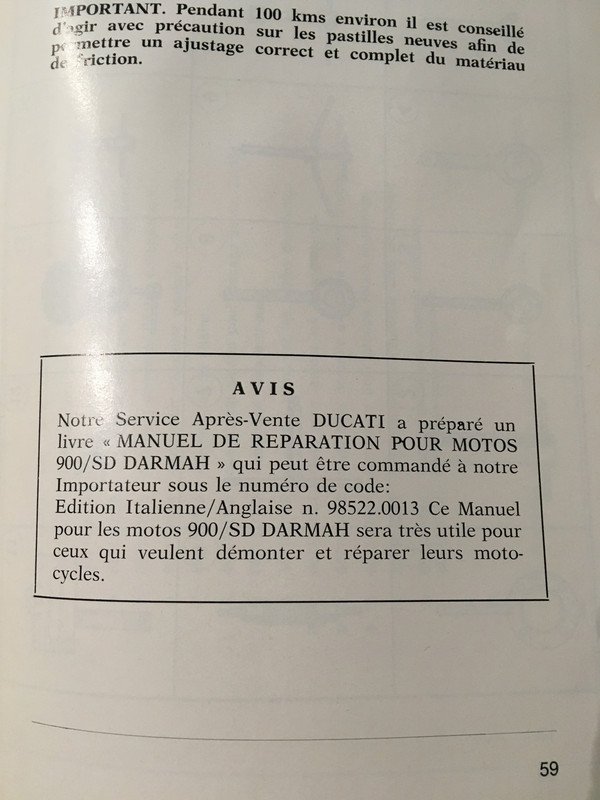 IMPORTANT. Pendant 100 kms environ il est conseillé
d'agir avec précaution sur les pastilles neuves afin de
permettre un ajustage correct et complet du matériau
de friction.
AVIS
Notre Service Après-Vente DUCATI a préparé un
livre « MANUEL DE REPARATION POUR MOTOS
900/SD DARMAH » qui peut être commandé à notre
Importateur sous le numéro de code:
Edition Italienne/Anglaise n. 98522.0013 Ce Manuel
pour les motos 900/SD DARMAH sera très utile pour
ceux qui veulent démonter et réparer leurs moto-
cycles.
59